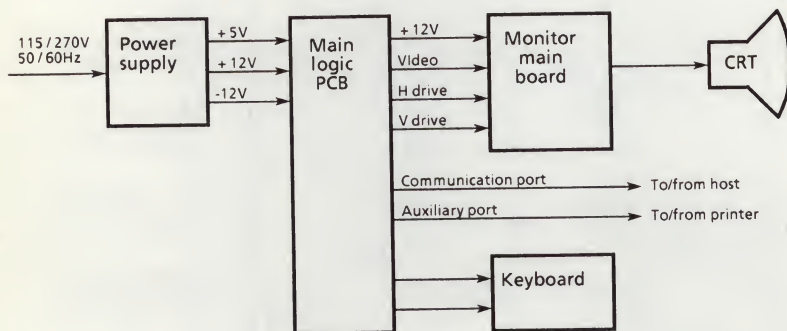 115/270V
50/60Hz
Power
supply
+5V
+12V
-12V
Main
logic
PCB
+12V
VIdeo
H drive
V drive
Monitor
main
board
CRT
Communication port
To/from host
Auxiliary port
To/from printer
Keyboard